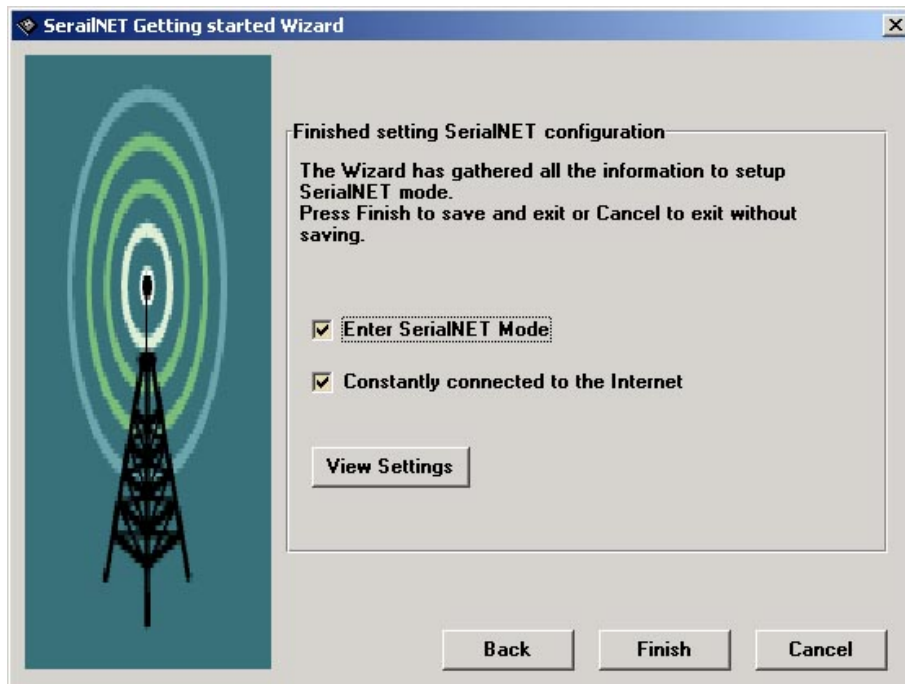 SerailNET Getting started Wizard
Finished setting SerialNET configuration
The Wizard has gathered all the information to setup
SerialNET mode.
Press Finish to save and exit or Cancel to exit without
saving.
Enter SerialNET Mode
Constantly connected to the Internet
View Settings
Back Finish Cancel